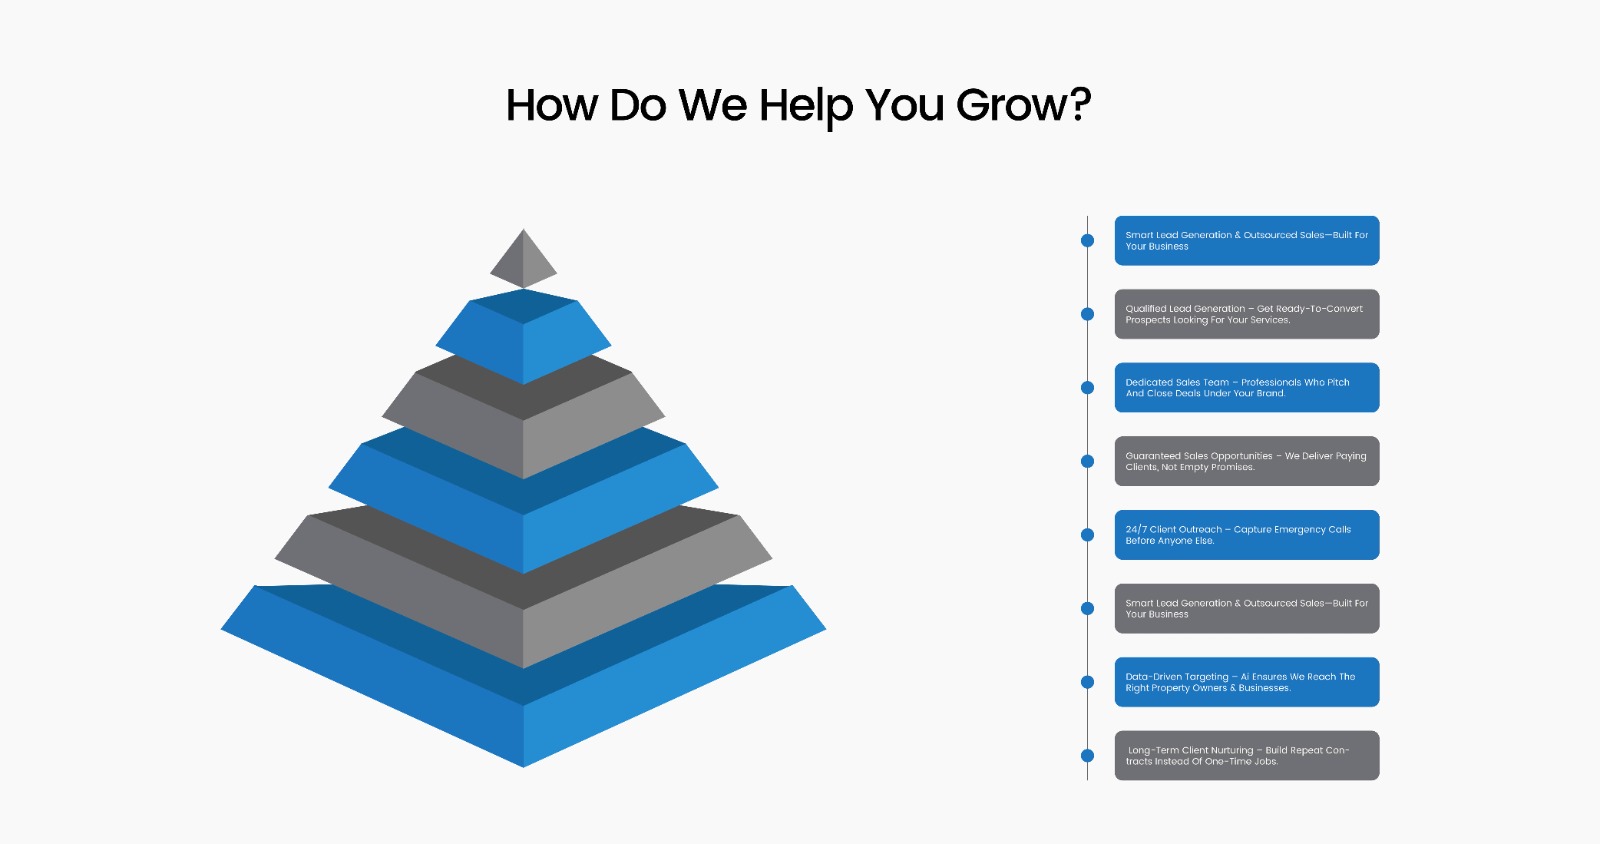 How Do We Help You Grow?
Smart Lead Generation & Outsourced Sales—Built For
Your Business
Qualified Lead Generation – Get Ready-To-Convert
Prospects Looking For Your Services.
Dedicated Sales Team – Professionals Who Pitch
And Close Deals Under Your Brand.
Guaranteed Sales Opportunities – We Deliver Paying
Clients, Not Empty Promises.
24/7 Client Outreach – Capture Emergency Calls
Before Anyone Else.
Smart Lead Generation & Outsourced Sales—Built For
Your Business
Data-Driven Targeting – Ai Ensures We Reach The
Right Property Owners & Businesses.
Long-Term Client Nurturing – Build Repeat Con-
tracts Instead Of One-Time Jobs.